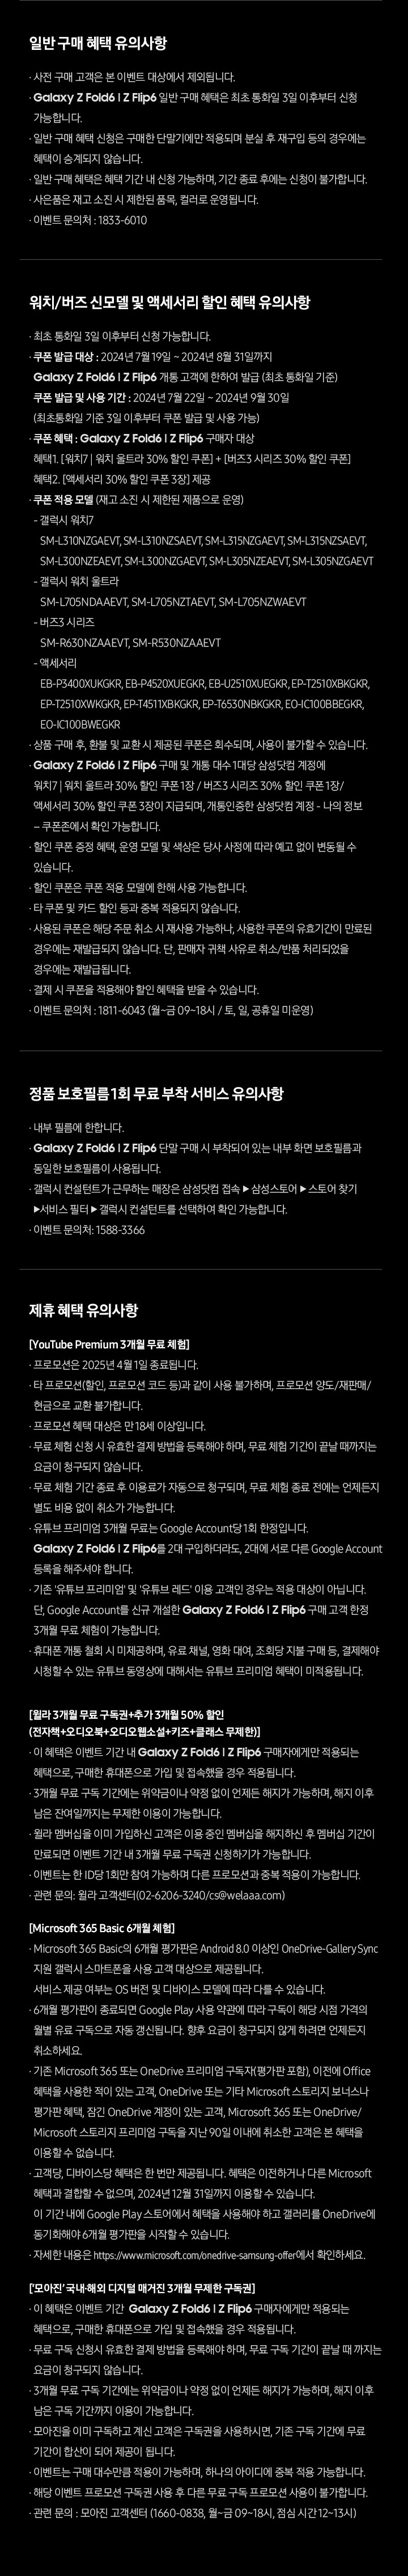 일반 구매 혜택 유의사항
· 사전 구매 고객은 본 이벤트 대상에서 제외됩니다.
· Galaxy Z Fold6 | Z Flip6 일반 구매 혜택은 최초 통화일 3일 이후부터 신청
가능합니다.
· 일반 구매 혜택 신청은 구매한 단말기에만 적용되며 분실 후 재구입 등의 경우에는
혜택이 승계되지 않습니다.
· 일반 구매 혜택은 혜택 기간 내 신청 가능하며, 기간 종료 후에는 신청이 불가합니다.
· 사은품은 재고 소진 시 제한된 품목, 컬러로 운영됩니다.
· 이벤트 문의처 : 1833-6010
워치/버즈 신모델 및 액세서리 할인 혜택 유의사항
· 최초 통화일 3일 이후부터 신청 가능합니다.
· 쿠폰 발급 대상 : 2024년 7월 19일 ~ 2024년 8월 31일까지
Galaxy Z Fold6 | Z Flip6 개통 고객에 한하여 발급 (최초 통화일 기준)
쿠폰 발급 및 사용 기간 : 2024년 7월 22일 ~ 2024년 9월 30일
(최초통화일 기준 3일 이후부터 쿠폰 발급 및 사용 가능)
· 쿠폰 혜택 : Galaxy Z Fold6 | Z Flip6 구매자 대상
혜택1. [워치7 | 워치 울트라 30% 할인 쿠폰] + [버즈3 시리즈 30% 할인 쿠폰]
혜택2. [액세서리 30% 할인 쿠폰 3장] 제공
· 쿠폰 적용 모델 (재고 소진 시 제한된 제품으로 운영)
- 갤럭시 워치7
SM-L310NZGAEVT, SM-L310NZSAEVT, SM-L315NZGAEVT, SM-L315NZSAEVT,
SM-L300NZEAEVT, SM-L300NZGAEVT, SM-L305NZEAEVT, SM-L305NZGAEVT
- 갤럭시 워치 울트라
SM-L705NDAAEVT, SM-L705NZTAEVT, SM-L705NZWAEVT
- 버즈3 시리즈
SM-R630NZAAEVT, SM-R530NZAAEVT
- 액세서리
EB-P3400XUKGKR, EB-P4520XUEGKR, EB-U2510XUEGKR, EP-T2510XBKGKR,
EP-T2510XWKGKR, EP-T4511XBKGKR, EP-T6530NBKGKR, EO-IC100BBEGKR,
EO-IC100BWEGKR
· 상품 구매 후, 환불 및 교환 시 제공된 쿠폰은 회수되며, 사용이 불가할 수 있습니다.
· Galaxy Z Fold6 | Z Flip6 구매 및 개통 대수 1대당 삼성닷컴 계정에
워치7 | 워치 울트라 30% 할인 쿠폰 1장 / 버즈3 시리즈 30% 할인 쿠폰 1장/
액세서리 30% 할인 쿠폰 3장이 지급되며, 개통인증한 삼성닷컴 계정 - 나의 정보
– 쿠폰존에서 확인 가능합니다.
· 할인 쿠폰 증정 혜택, 운영 모델 및 색상은 당사 사정에 따라 예고 없이 변동될 수
있습니다.
· 할인 쿠폰은 쿠폰 적용 모델에 한해 사용 가능합니다.
· 타 쿠폰 및 카드 할인 등과 중복 적용되지 않습니다.
· 사용된 쿠폰은 해당 주문 취소 시 재사용 가능하나, 사용한 쿠폰의 유효기간이 만료된
경우에는 재발급되지 않습니다. 단, 판매자 귀책 사유로 취소/반품 처리되었을
경우에는 재발급됩니다.
· 결제 시 쿠폰을 적용해야 할인 혜택을 받을 수 있습니다.
· 이벤트 문의처 : 1811-6043 (월~금 09~18시 / 토, 일, 공휴일 미운영)
정품 보호필름 1회 무료 부착 서비스 유의사항
· 내부 필름에 한합니다.
· Galaxy Z Fold6 | Z Flip6 단말 구매 시 부착되어 있는 내부 화면 보호필름과
동일한 보호필름이 사용됩니다.
· 갤럭시 컨설턴트가 근무하는 매장은 삼성닷컴 접속 ▶ 삼성스토어 ▶ 스토어 찾기
▶서비스 필터 ▶ 갤럭시 컨설턴트를 선택하여 확인 가능합니다.
· 이벤트 문의처: 1588-3366
제휴 혜택 유의사항
[YouTube Premium 3개월 무료 체험]
· 프로모션은 2025년 4월 1일 종료됩니다.
· 타 프로모션(할인, 프로모션 코드 등)과 같이 사용 불가하며, 프로모션 양도/재판매/
현금으로 교환 불가합니다.
· 프로모션 혜택 대상은 만 18세 이상입니다.
· 무료 체험 신청 시 유효한 결제 방법을 등록해야 하며, 무료 체험 기간이 끝날 때까지는
요금이 청구되지 않습니다.
· 무료 체험 기간 종료 후 이용료가 자동으로 청구되며, 무료 체험 종료 전에는 언제든지
별도 비용 없이 취소가 가능합니다.
· 유튜브 프리미엄 3개월 무료는 Google Account당 1회 한정입니다.
Galaxy Z Fold6 | Z Flip6를 2대 구입하더라도, 2대에 서로 다른 Google Account
등록을 해주셔야 합니다.
· 기존 '유튜브 프리미엄' 및 '유튜브 레드' 이용 고객인 경우는 적용 대상이 아닙니다.
단, Google Account를 신규 개설한 Galaxy Z Fold6 | Z Flip6 구매 고객 한정
3개월 무료 체험이 가능합니다.
· 휴대폰 개통 철회 시 미제공하며, 유료 채널, 영화 대여, 조회당 지불 구매 등, 결제해야
시청할 수 있는 유튜브 동영상에 대해서는 유튜브 프리미엄 혜택이 미적용됩니다.
[윌라 3개월 무료 구독권+추가 3개월 50% 할인
(전자책+오디오북+오디오웹소설+키즈+클래스 무제한)]
· 이 혜택은 이벤트 기간 내 Galaxy Z Fold6 | Z Flip6 구매자에게만 적용되는
혜택으로, 구매한 휴대폰으로 가입 및 접속했을 경우 적용됩니다.
· 3개월 무료 구독 기간에는 위약금이나 약정 없이 언제든 해지가 가능하며, 해지 이후
남은 잔여일까지는 무제한 이용이 가능합니다.
· 윌라 멤버십을 이미 가입하신 고객은 이용 중인 멤버십을 해지하신 후 멤버십 기간이
만료되면 이벤트 기간 내 3개월 무료 구독권 신청하기가 가능합니다.
· 이벤트는 한 ID당 1회만 참여 가능하며 다른 프로모션과 중복 적용이 가능합니다.
· 관련 문의: 윌라 고객센터(02-6206-3240/cs@welaaa.com)
[Microsoft 365 Basic 6개월 체험]
· Microsoft 365 Basic의 6개월 평가판은 Android 8.0 이상인 OneDrive-Gallery Sync
지원 갤럭시 스마트폰을 사용 고객 대상으로 제공됩니다.
서비스 제공 여부는 OS 버전 및 디바이스 모델에 따라 다를 수 있습니다.
· 6개월 평가판이 종료되면 Google Play 사용 약관에 따라 구독이 해당 시점 가격의
월별 유료 구독으로 자동 갱신됩니다. 향후 요금이 청구되지 않게 하려면 언제든지
취소하세요.
· 기존 Microsoft 365 또는 OneDrive 프리미엄 구독자(평가판 포함), 이전에 Office
혜택을 사용한 적이 있는 고객, OneDrive 또는 기타 Microsoft 스토리지 보너스나
평가판 혜택, 잠긴 OneDrive 계정이 있는 고객, Microsoft 365 또는 OneDrive/
Microsoft 스토리지 프리미엄 구독을 지난 90일 이내에 취소한 고객은 본 혜택을
이용할 수 없습니다.
· 고객당, 디바이스당 혜택은 한 번만 제공됩니다. 혜택은 이전하거나 다른 Microsoft
혜택과 결합할 수 없으며, 2024년 12월 31일까지 이용할 수 있습니다.
이 기간 내에 Google Play 스토어에서 혜택을 사용해야 하고 갤러리를 OneDrive에
동기화해야 6개월 평가판을 시작할 수 있습니다.
· 자세한 내용은 https://www.microsoft.com/onedrive-samsung-offer에서 확인하세요.
['모아진' 국내·해외 디지털 매거진 3개월 무제한 구독권]
· 이 혜택은 이벤트 기간 Galaxy Z Fold6 | Z Flip6 구매자에게만 적용되는
혜택으로, 구매한 휴대폰으로 가입 및 접속했을 경우 적용됩니다.
· 무료 구독 신청시 유효한 결제 방법을 등록해야 하며, 무료 구독 기간이 끝날 때 까지는
요금이 청구되지 않습니다.
· 3개월 무료 구독 기간에는 위약금이나 약정 없이 언제든 해지가 가능하며, 해지 이후
남은 구독 기간까지 이용이 가능합니다.
· 모아진을 이미 구독하고 계신 고객은 구독권을 사용하시면, 기존 구독 기간에 무료
기간이 합산이 되어 제공이 됩니다.
· 이벤트는 구매 대수만큼 적용이 가능하며, 하나의 아이디에 중복 적용 가능합니다.
· 해당 이벤트 프로모션 구독권 사용 후 다른 무료 구독 프로모션 사용이 불가합니다.
· 관련 문의 : 모아진 고객센터 (1660-0838, 월~금 09~18시, 점심 시간 12~13시)